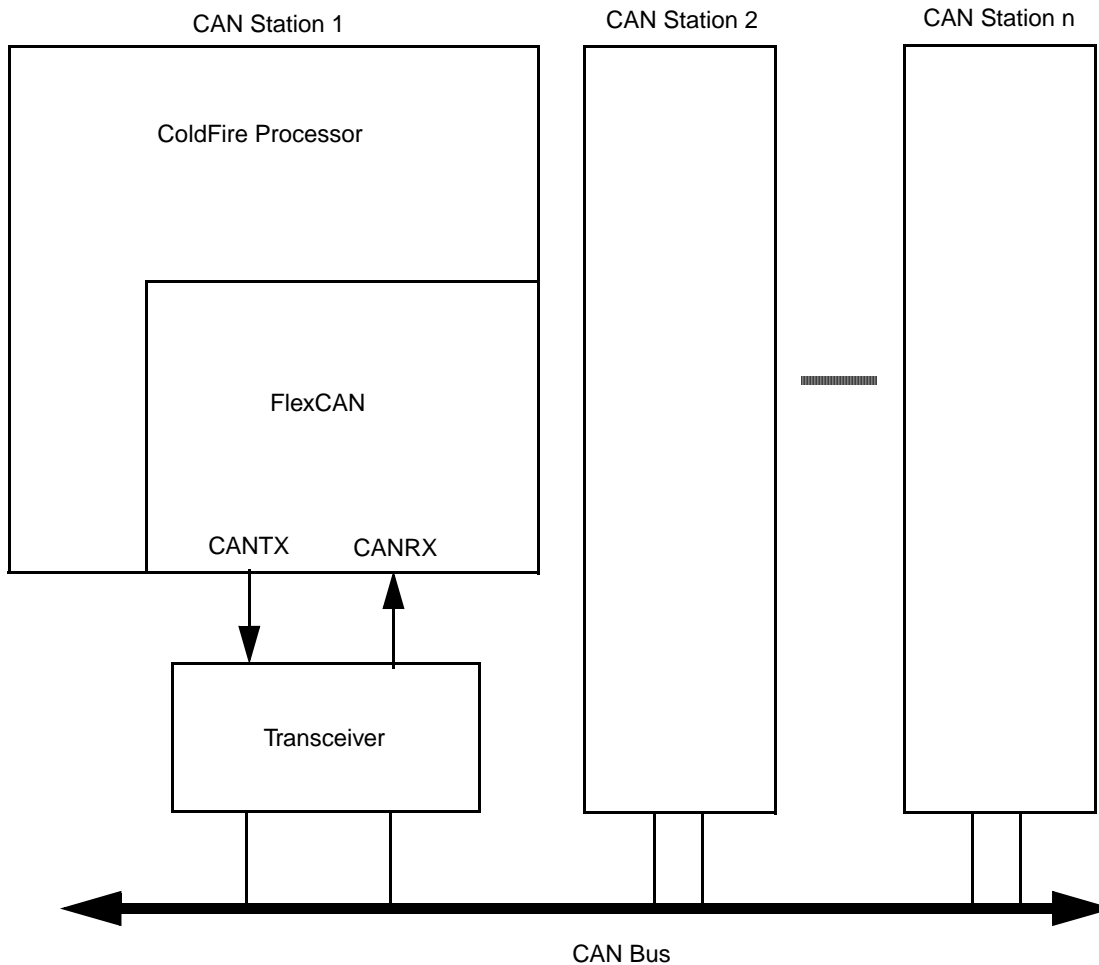 CAN Station 1
CAN Station 2
CAN Station n
ColdFire Processor
FlexCAN
CANTX
CANRX
Transceiver
CAN Bus